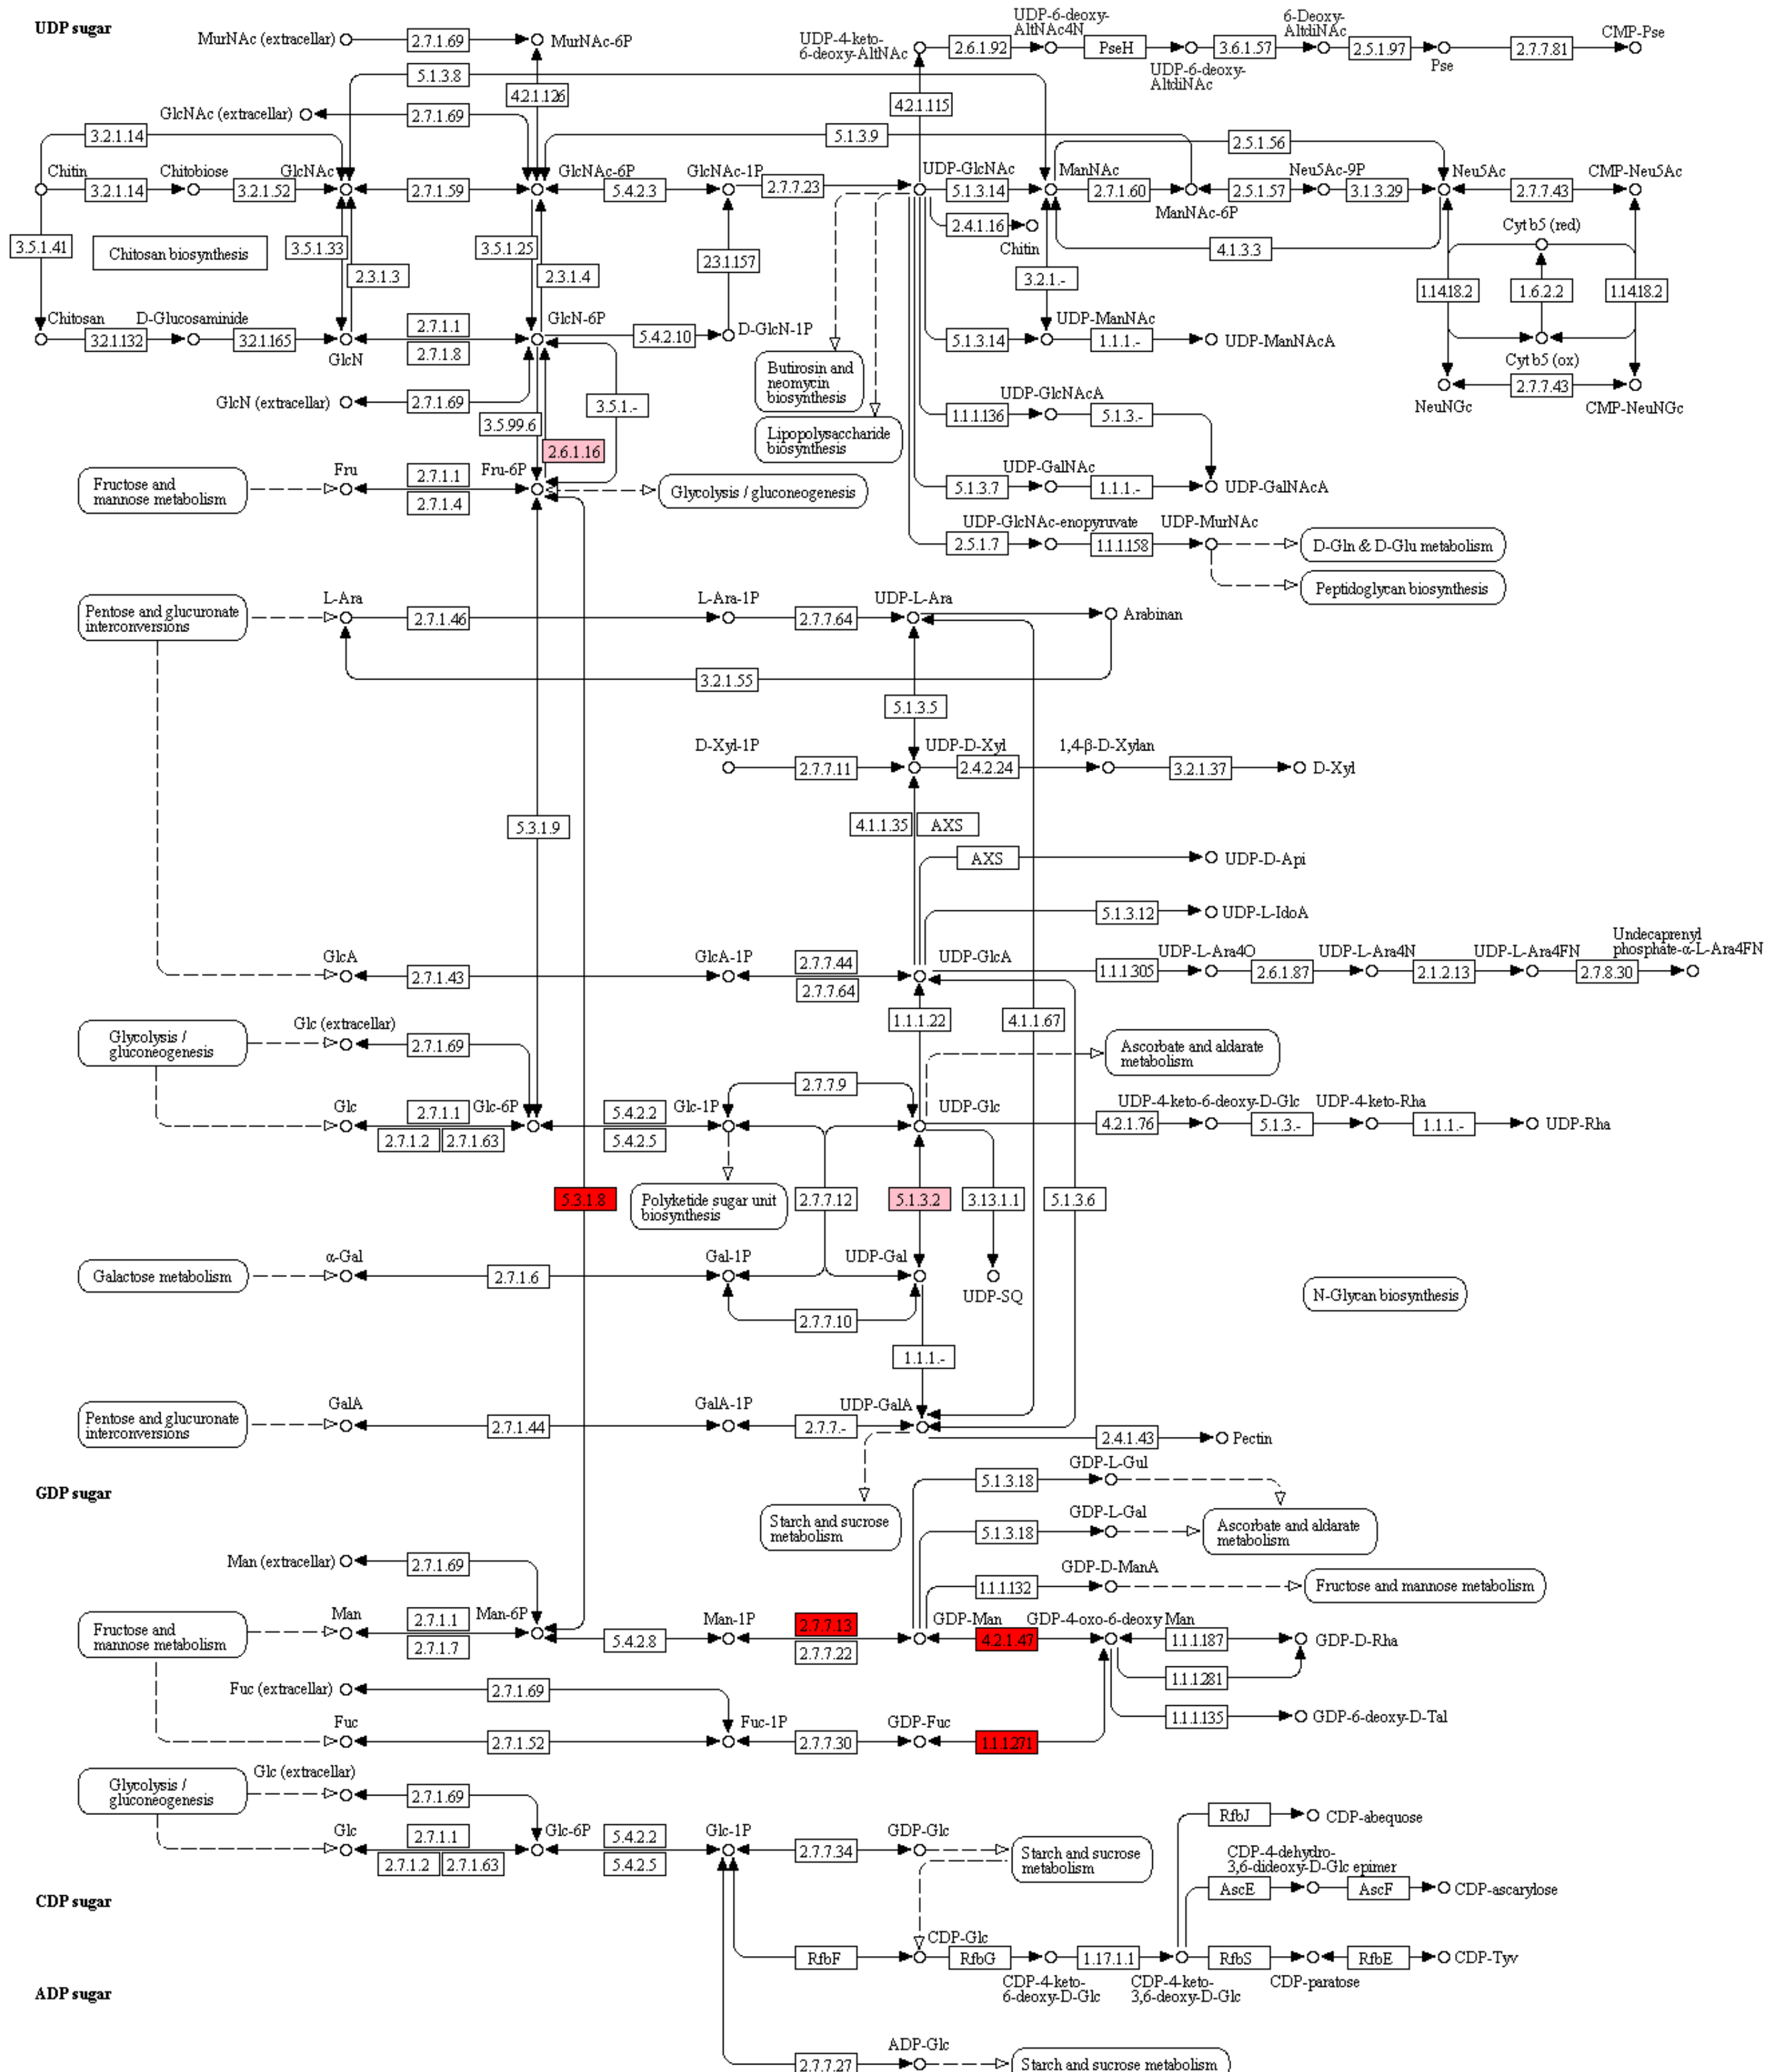 UDP sugar
MurNAc (extracellar)
2.7.1.69
MurNAc-6P
UDP-4-keto-
6-deoxy-AltNAc
2.6.1.92
UDP-6-deoxy-
AltNAc4N
PseH
UDP-6-deoxy-
AltdiNAc
3.6.1.57
6-Deoxy-
AltdiNAc
2.5.1.97
Pse
2.7.7.81
CMP-Pse
5.1.3.8
4.2.1.126
4.2.1.115
GlcNAc (extracellar)
2.7.1.69
3.2.1.14
5.1.3.9
2.5.1.56
Chitin
3.2.1.14
Chitobiose
3.2.1.52
GlcNAc
2.7.1.59
GlcNAc-6P
5.4.2.3
GlcNAc-1P
2.7.7.23
UDP-GlcNAc
5.1.3.14
ManNAc
2.7.1.60
ManNAc-6P
2.5.1.57
Neu5Ac-9P
3.1.3.29
Neu5Ac
2.7.7.43
CMP-Neu5Ac
2.4.1.16
Chitin
3.5.1.41
Chitosan biosynthesis
3.5.1.33
2.3.1.3
3.5.1.25
2.3.1.4
2.3.1.157
3.2.1.-
4.1.3.3
Cyt b5 (red)
1.14.18.2
1.6.2.2
1.14.18.2
Cyt b5 (ox)
Chitosan
3.2.1.132
D-Glucosaminide
3.2.1.165
GlcN
2.7.1.1
2.7.1.8
GlcN-6P
5.4.2.10
D-GlcN-1P
5.1.3.14
UDP-ManNAc
1.1.1.-
UDP-ManNAcA
Butirosin and
neomycin
biosynthesis
NeuNGc
2.7.7.43
CMP-NeuNGc
GlcN (extracellar)
2.7.1.69
3.5.99.6
3.5.1.-
2.6.1.16
Lipopolysaccharide
biosynthesis
1.1.1.136
UDP-GlcNAcA
5.1.3.-
Fructose and
mannose metabolism
Fru
2.7.1.1
2.7.1.4
Fru-6P
Glycolysis / gluconeogenesis
5.1.3.7
UDP-GalNAc
1.1.1.-
UDP-GalNAcA
2.5.1.7
UDP-GlcNAc-enopyruvate
1.1.1.158
UDP-MurNAc
D-Gln & D-Glu metabolism
Peptidoglycan biosynthesis
Pentose and glucuronate
interconversions
L-Ara
2.7.1.46
L-Ara-1P
2.7.7.64
UDP-L-Ara
Arabinan
3.2.1.55
5.1.3.5
D-Xyl-1P
2.7.7.11
UDP-D-Xyl
2.4.2.24
1,4-β-D-Xylan
3.2.1.37
D-Xyl
5.3.1.9
4.1.1.35
AXS
AXS
UDP-D-Api
5.1.3.12
UDP-L-IdoA
GlcA
2.7.1.43
GlcA-1P
2.7.7.44
2.7.7.64
UDP-GlcA
1.1.1.305
UDP-L-Ara4O
2.6.1.87
UDP-L-Ara4N
2.1.2.13
UDP-L-Ara4FN
2.7.8.30
Undecaprenyl
phosphate-α-L-Ara4FN
1.1.1.22
4.1.1.67
Glycolysis /
gluconeogenesis
Glc (extracellar)
2.7.1.69
Ascorbate and aldarate
metabolism
2.7.7.9
Glc
2.7.1.1
2.7.1.2
2.7.1.63
Glc-6P
5.4.2.2
5.4.2.5
Glc-1P
UDP-Glc
4.2.1.76
UDP-4-keto-6-deoxy-D-Glc
5.1.3.-
UDP-4-keto-Rha
1.1.1.-
UDP-Rha
5.3.1.8
Polyketide sugar unit
biosynthesis
2.7.7.12
5.1.3.2
3.13.1.1
5.1.3.6
Galactose metabolism
α-Gal
2.7.1.6
Gal-1P
UDP-Gal
UDP-SQ
N-Glycan biosynthesis
2.7.7.10
1.1.1.-
Pentose and glucuronate
interconversions
GalA
2.7.1.44
GalA-1P
2.7.7.-
UDP-GalA
2.4.1.43
Pectin
GDP sugar
Starch and sucrose
metabolism
5.1.3.18
GDP-L-Gul
5.1.3.18
GDP-L-Gal
Ascorbate and aldarate
metabolism
Man (extracellar)
2.7.1.69
1.1.1.132
GDP-D-ManA
Fructose and mannose metabolism
Fructose and
mannose metabolism
Man
2.7.1.1
2.7.1.7
Man-6P
5.4.2.8
Man-1P
2.7.7.13
2.7.7.22
GDP-Man
4.2.1.47
GDP-4-oxo-6-deoxy Man
1.1.1.187
GDP-D-Rha
1.1.1.281
Fuc (extracellar)
2.7.1.69
1.1.1.135
GDP-6-deoxy-D-Tal
Fuc
2.7.1.52
Fuc-1P
2.7.7.30
GDP-Fuc
1.1.1.271
Glycolysis /
gluconeogenesis
Glc (extracellar)
2.7.1.69
Glc
2.7.1.1
2.7.1.2
2.7.1.63
Glc-6P
5.4.2.2
5.4.2.5
Glc-1P
2.7.7.34
GDP-Glc
Starch and sucrose
metabolism
RfbJ
CDP-abequose
CDP-4-dehydro-
3,6-dideoxy-D-Glc epimer
AscE
AscF
CDP-ascarylose
CDP sugar
RfbF
CDP-Glc
RfbG
CDP-4-keto-
6-deoxy-D-Glc
1.17.1.1
CDP-4-keto-
3,6-deoxy-D-Glc
RfbS
CDP-paratose
RfbE
CDP-Tyv
ADP sugar
2.7.7.27
ADP-Glc
Starch and sucrose metabolism